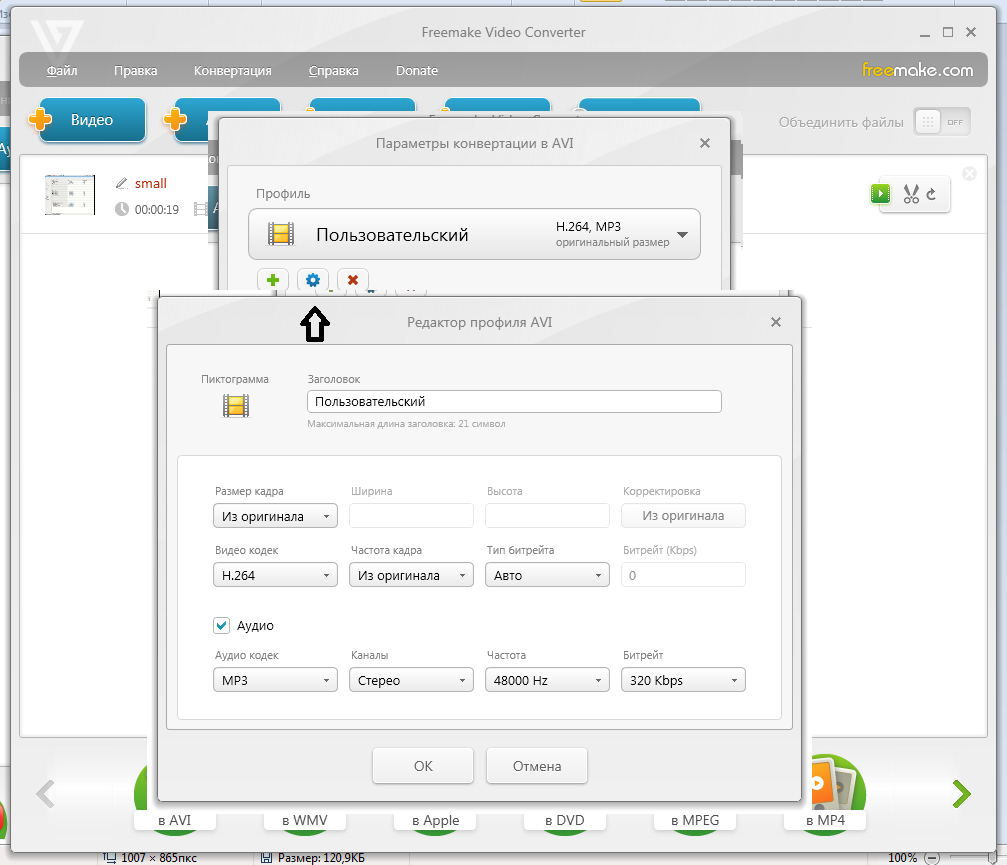 Freemake Video Converter
Файл Правка Конвертация Справка Donate
freemake.com
Видео
Объединить файлы OFF
Параметры конвертации в AVI
small
00:00:19
Профиль
Пользовательский
H.264, MP3
оригинальный размер
Редактор профиля AVI
Пиктограмма Заголовок
Пользовательский
Максимальная длина заголовка: 21 символ
Размер кадра Ширина Высота Корректировка
Из оригинала Из оригинала
Видео кодек Частота кадра Тип битрейта Битрейт (Kbps)
H.264 Из оригинала Авто 0
Аудио
Аудио кодек Каналы Частота Битрейт
MP3 Стерео 48000 Hz 320 Kbps
OK Отмена
в AVI в WMV в Apple в DVD в MPEG в MP4
1007 × 865пкс Размер: 120,9КБ 100%